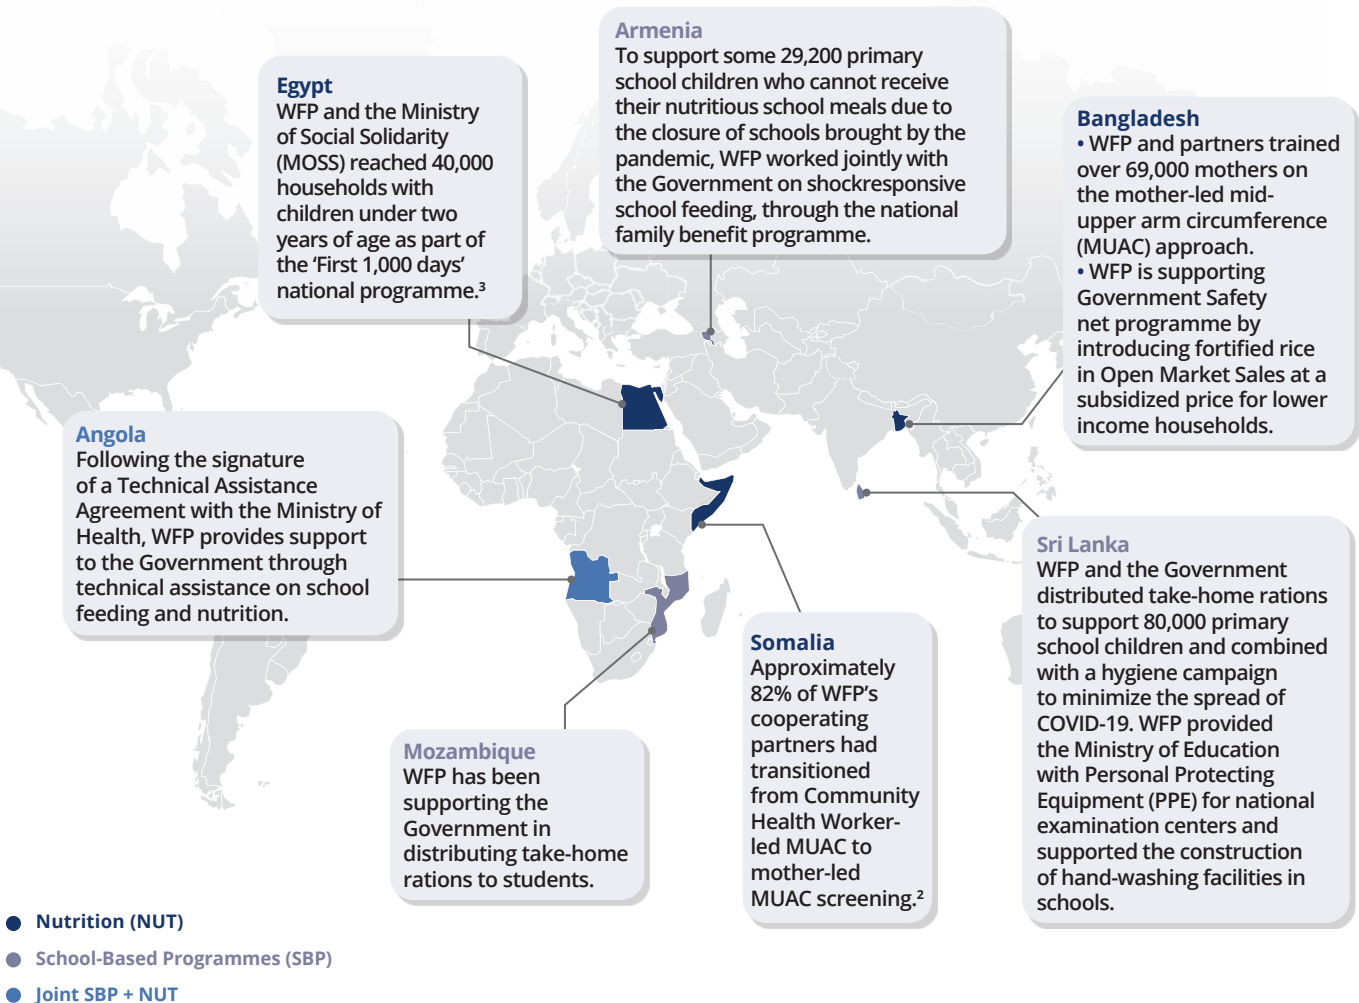 Armenia
To support some 29,200 primary
school children who cannot receive
their nutritious school meals due to
the closure of schools brought by the
pandemic, WFP worked jointly with
the Government on shockresponsive
school feeding, through the national
family benefit programme.
Egypt
WFP and the Ministry
of Social Solidarity
(MOSS) reached 40,000
households with
children under two
years of age as part of
the ‘First 1,000 days’
national programme.³
Bangladesh
• WFP and partners trained
over 69,000 mothers on
the mother-led mid-
upper arm circumference
(MUAC) approach.
• WFP is supporting
Government Safety
net programme by
introducing fortified rice
in Open Market Sales at a
subsidized price for lower
income households.
Angola
Following the signature
of a Technical Assistance
Agreement with the Ministry of
Health, WFP provides support
to the Government through
technical assistance on school
feeding and nutrition.
Sri Lanka
WFP and the Government
distributed take-home rations
to support 80,000 primary
school children and combined
with a hygiene campaign
to minimize the spread of
COVID-19. WFP provided
the Ministry of Education
with Personal Protecting
Equipment (PPE) for national
examination centers and
supported the construction
of hand-washing facilities in
schools.
Somalia
Approximately
82% of WFP’s
cooperating
partners had
transitioned
from Community
Health Worker-
led MUAC to
mother-led
MUAC screening.²
Mozambique
WFP has been
supporting the
Government in
distributing take-home
rations to students.
Nutrition (NUT)
School-Based Programmes (SBP)
Joint SBP + NUT